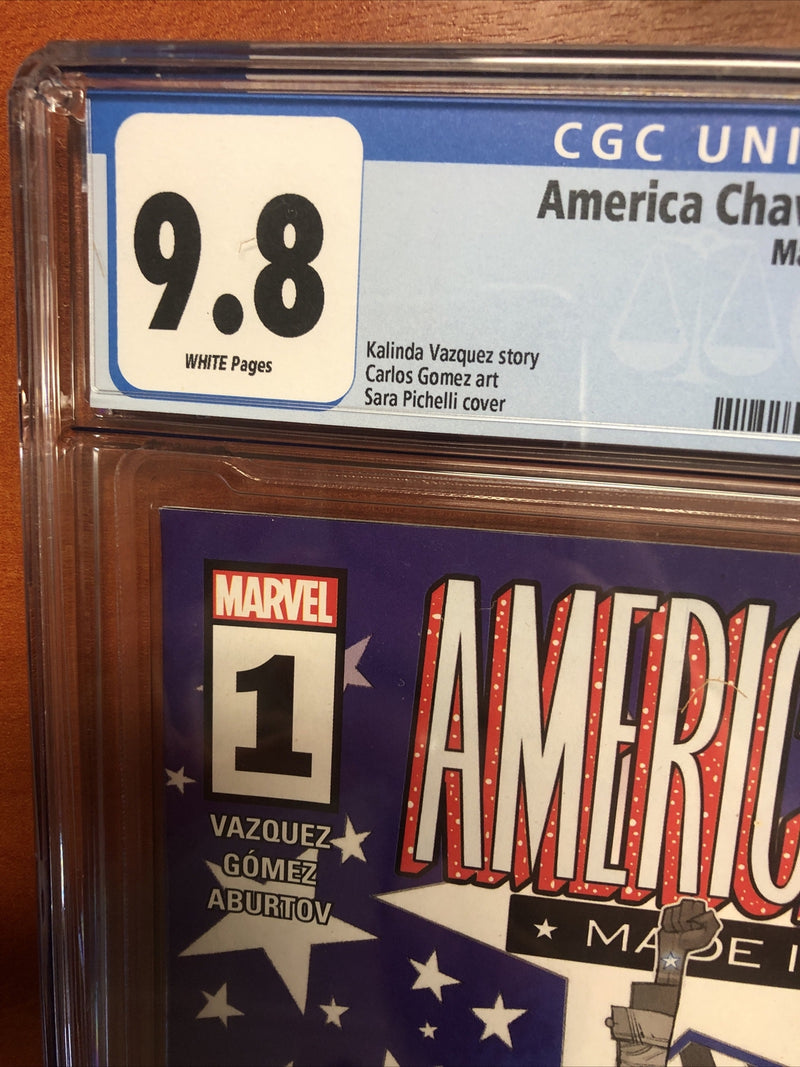 CGC UNI
9.8
WHITE Pages
America Chav
Ma
Kalinda Vazquez story
Carlos Gomez art
Sara Pichelli cover
MARVEL
1
VAZQUEZ
GÓMEZ
ABURTOV
AMERIC
MADE I